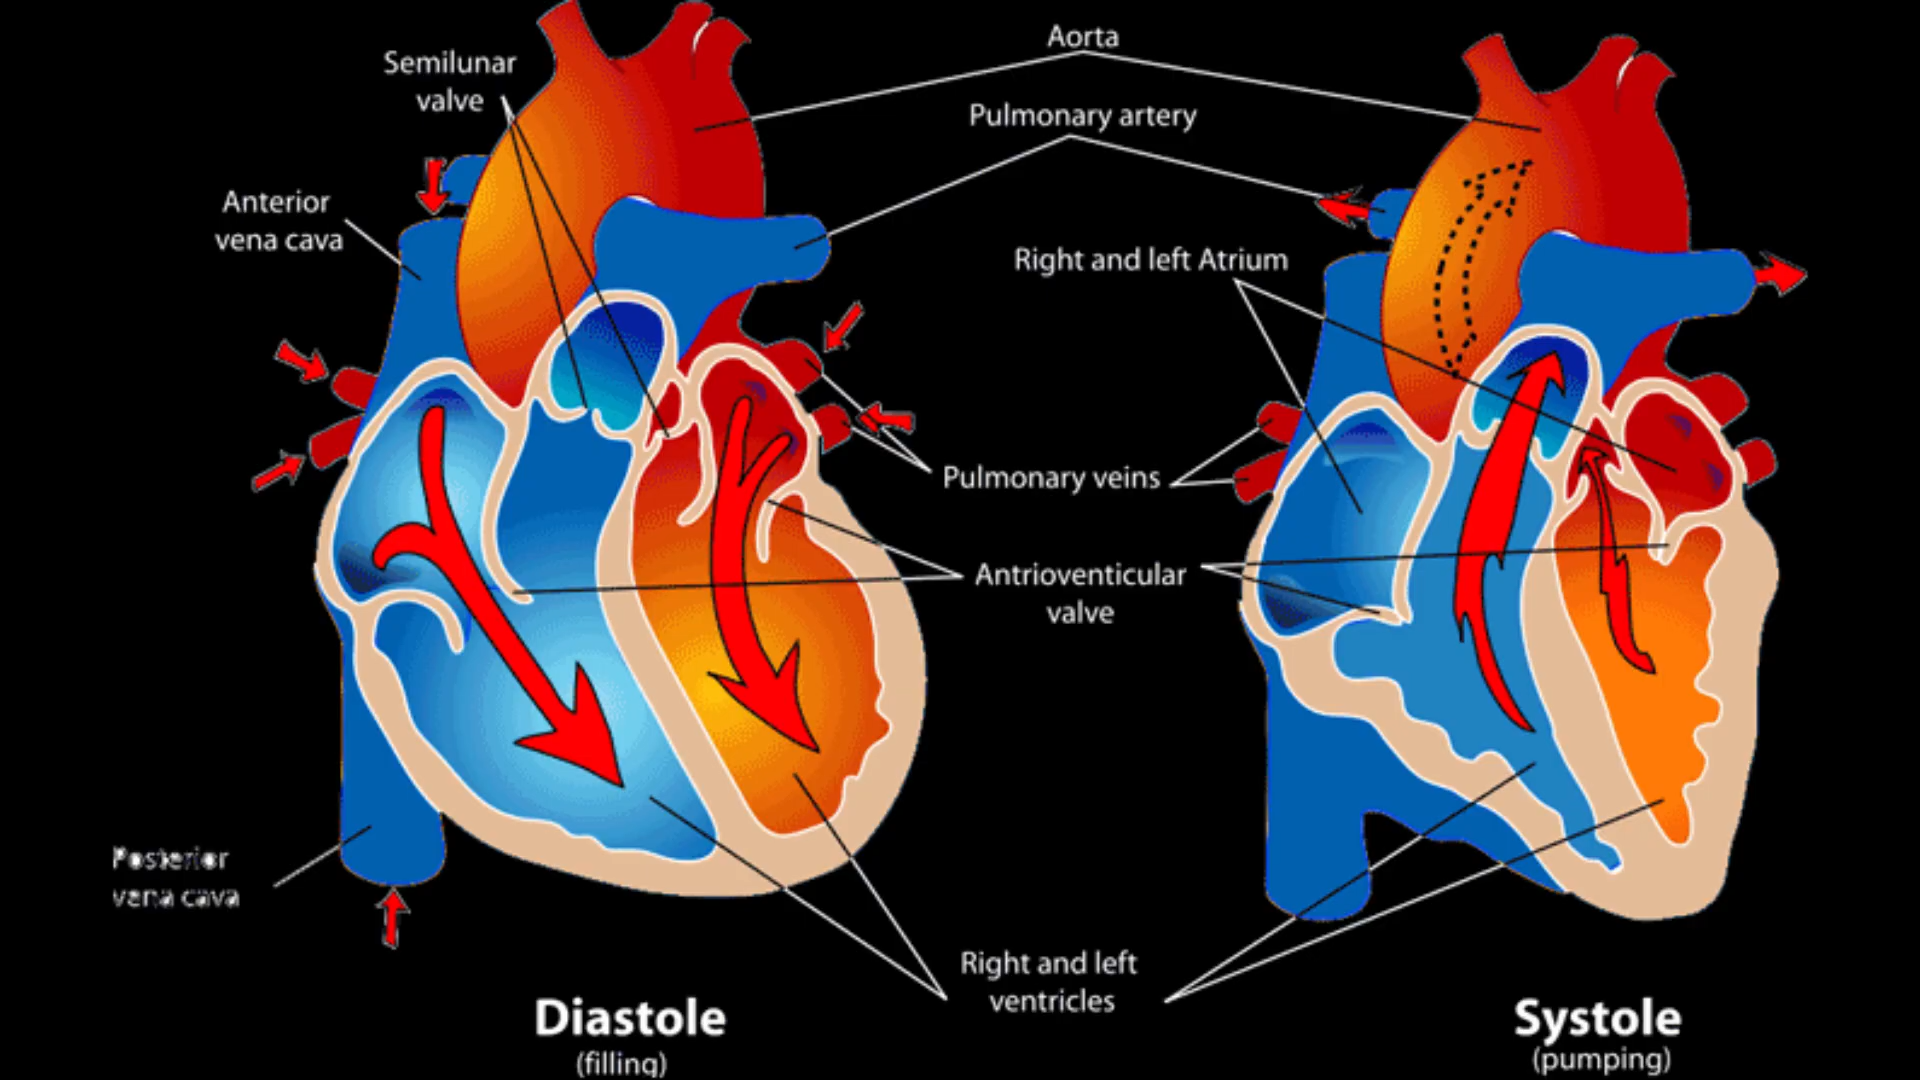 Aorta
Semilunar
valve
Pulmonary artery
Anterior
vena cava
Right and left Atrium
Pulmonary veins
Antrioventicular
valve
Posterior
vena cava
Right and left
ventricles
Diastole
(filling)
Systole
(pumping)